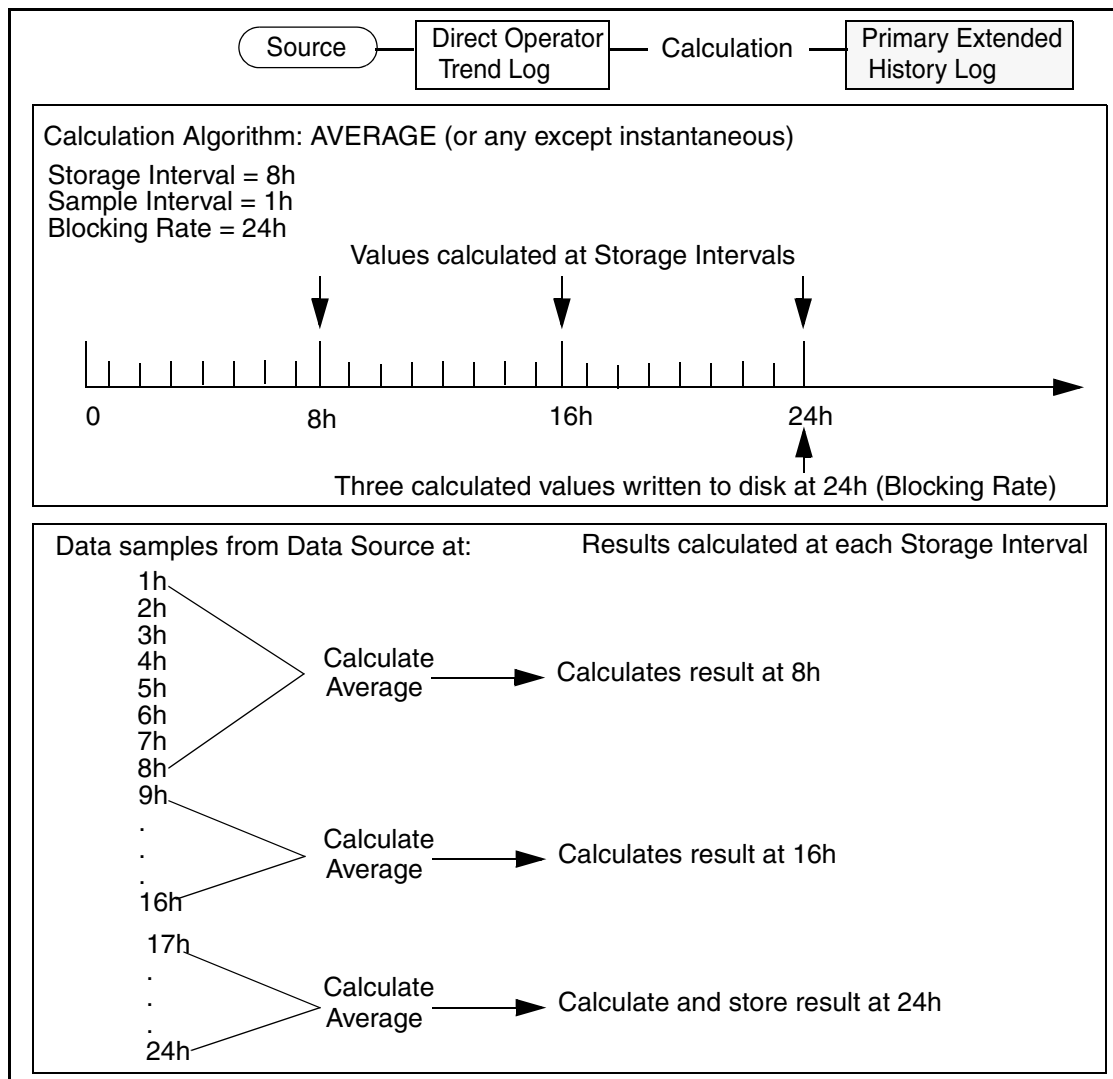 Source
Direct Operator
Trend Log
Calculation
Primary Extended
History Log
Calculation Algorithm: AVERAGE (or any except instantaneous)
Storage Interval = 8h
Sample Interval = 1h
Blocking Rate = 24h
Values calculated at Storage Intervals
0
8h
16h
24h
Three calculated values written to disk at 24h (Blocking Rate)
Data samples from Data Source at:
Results calculated at each Storage Interval
1h
2h
3h
4h
5h
6h
7h
8h
Calculate
Average
Calculates result at 8h
9h
.
.
.
16h
Calculate
Average
Calculates result at 16h
17h
.
.
.
24h
Calculate
Average
Calculate and store result at 24h